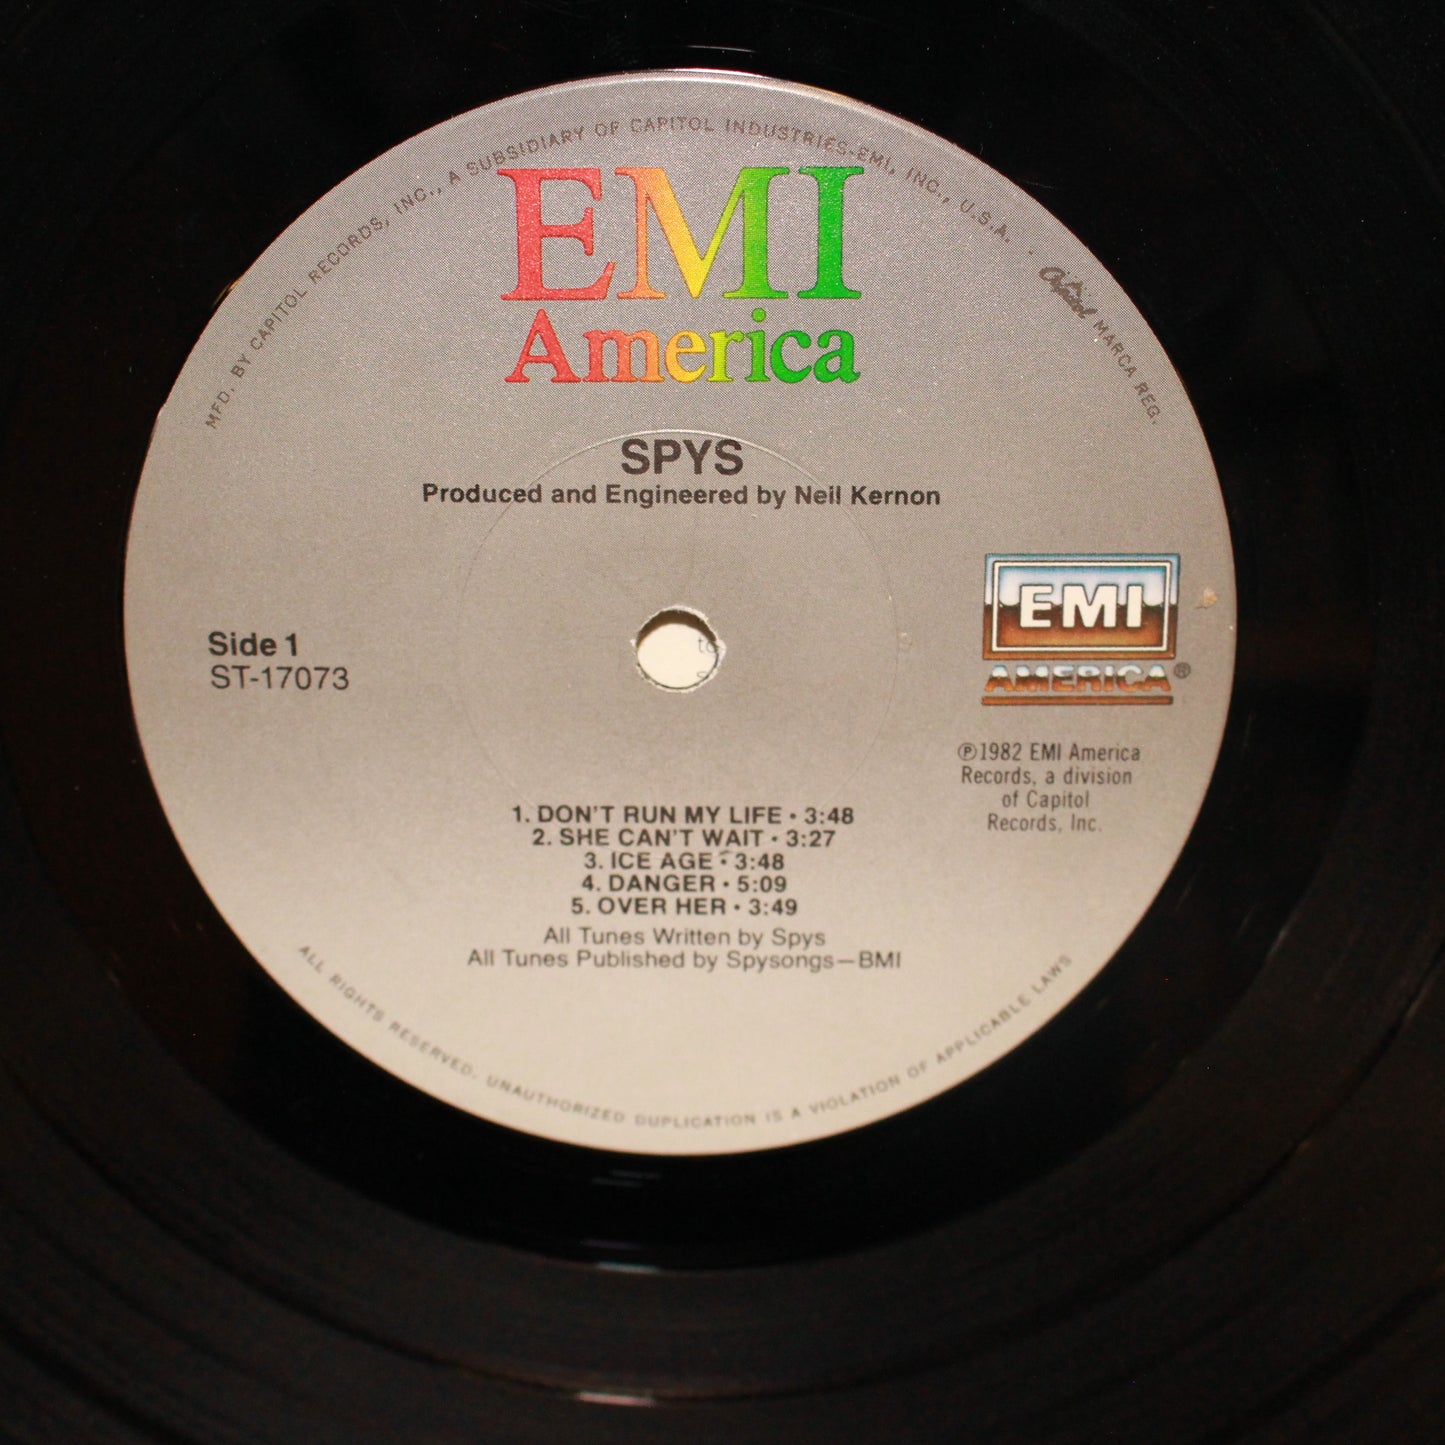 MFD. BY CAPITOL RECORDS, INC., A SUBSIDIARY OF CAPITOL INDUSTRIES-EMI, INC., U.S.A. · Capitol MARCA REG.
EMI
America
SPYS
Produced and Engineered by Neil Kernon
EMI
AMERICA®
Side 1
ST-17073
℗1982 EMI America
Records, a division
of Capitol
Records, Inc.
1. DON'T RUN MY LIFE • 3:48
2. SHE CAN'T WAIT • 3:27
3. ICE AGE • 3:48
4. DANGER • 5:09
5. OVER HER • 3:49
All Tunes Written by Spys
All Tunes Published by Spysongs—BMI
ALL RIGHTS RESERVED. UNAUTHORIZED DUPLICATION IS A VIOLATION OF APPLICABLE LAWS